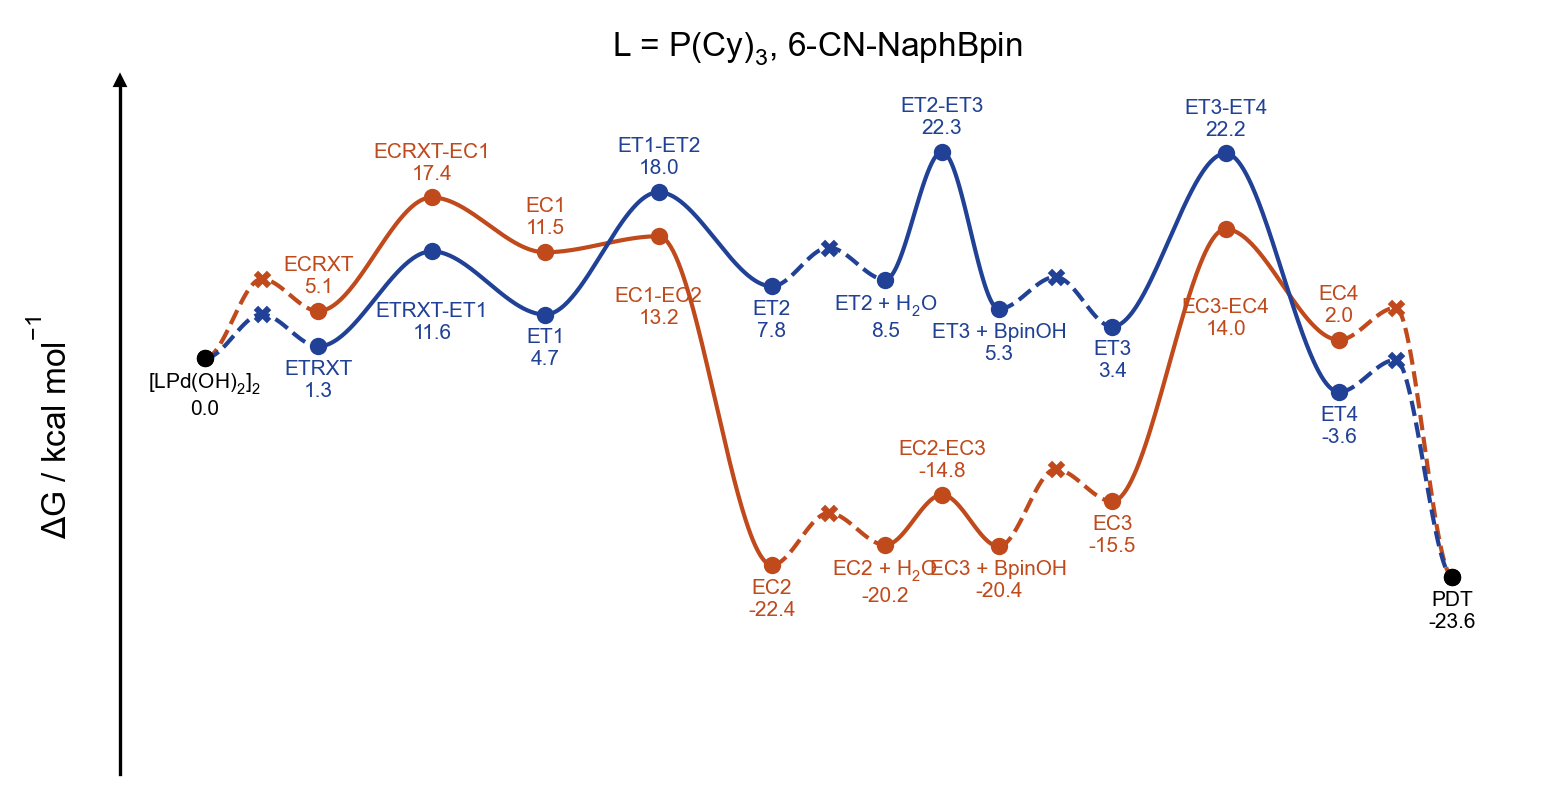 L = P(Cy)₃, 6-CN-NaphBpin
ΔG / kcal mol⁻¹
[LPd(OH)₂]₂
0.0
ECRXT
5.1
ETRXT
1.3
ECRXT-EC1
17.4
ETRXT-ET1
11.6
EC1
11.5
ET1
4.7
ET1-ET2
18.0
EC1-EC2
13.2
ET2
7.8
EC2
-22.4
ET2 + H₂O
8.5
EC2 + H₂O
-20.2
ET2-ET3
22.3
EC2-EC3
-14.8
ET3 + BpinOH
5.3
EC3 + BpinOH
-20.4
ET3
3.4
EC3
-15.5
ET3-ET4
22.2
EC3-EC4
14.0
EC4
2.0
ET4
-3.6
PDT
-23.6